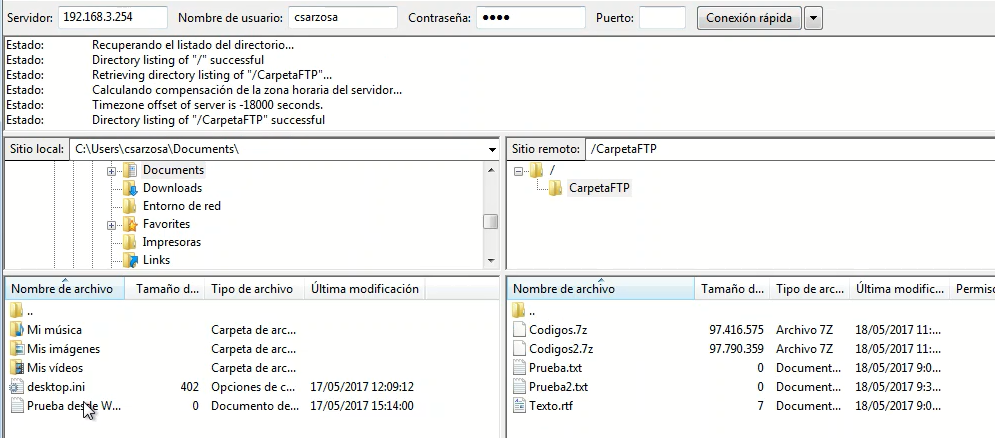 Servidor: 192.168.3.254 Nombre de usuario: csarzosa Contraseña: ●●●● Puerto: Conexión rápida
Estado: Recuperando el listado del directorio...
Estado: Directory listing of "/" successful
Estado: Retrieving directory listing of "/CarpetaFTP"...
Estado: Calculando compensación de la zona horaria del servidor...
Estado: Timezone offset of server is -18000 seconds.
Estado: Directory listing of "/CarpetaFTP" successful
Sitio local: C:\Users\csarzosa\Documents\
Documents
Downloads
Entorno de red
Favorites
Impresoras
Links
Sitio remoto: /CarpetaFTP
/
CarpetaFTP
Nombre de archivo Tamaño d... Tipo de archivo Última modificación
..
Mi música Carpeta de arc...
Mis imágenes Carpeta de arc...
Mis vídeos Carpeta de arc...
desktop.ini 402 Opciones de c... 17/05/2017 12:09:12
Prueba desde W... 0 Documento de... 17/05/2017 15:14:00
Nombre de archivo Tamaño d... Tipo de arc... Última modific... Permiso
..
Codigos.7z 97.416.575 Archivo 7Z 18/05/2017 11:...
Codigos2.7z 97.790.359 Archivo 7Z 18/05/2017 11:...
Prueba.txt 0 Document... 18/05/2017 9:0...
Prueba2.txt 0 Document... 18/05/2017 9:3...
Texto.rtf 7 Document... 18/05/2017 9:0...